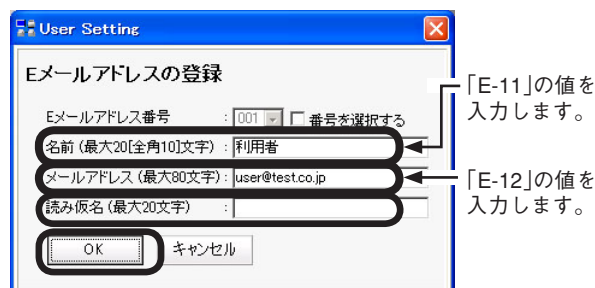 User Setting
Eメールアドレスの登録
Eメールアドレス番号 : 001 番号を選択する
名前 (最大20[全角10]文字) : 利用者
メールアドレス (最大80文字) : user@test.co.jp
読み仮名 (最大20文字) :
OK キャンセル
「E-11」の値を
入力します。
「E-12」の値を
入力します。